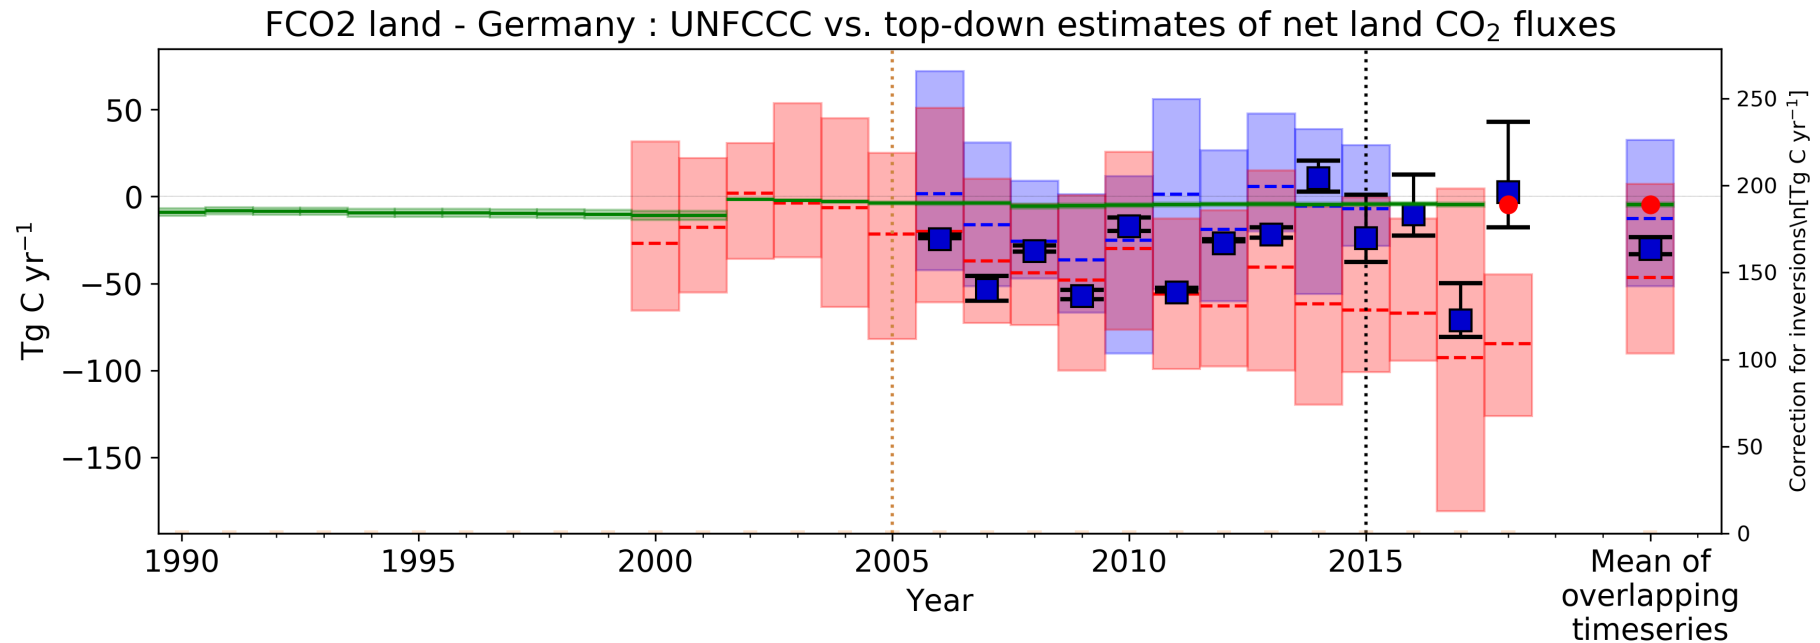 FCO2 land - Germany : UNFCCC vs. top-down estimates of net land CO₂ fluxes
Tg C yr⁻¹
50
0
−50
−100
−150
250
200
150
100
50
0
Correction for inversions\n[Tg C yr⁻¹]
1990
1995
2000
2005
2010
2015
Mean of
overlapping
timeseries
Year